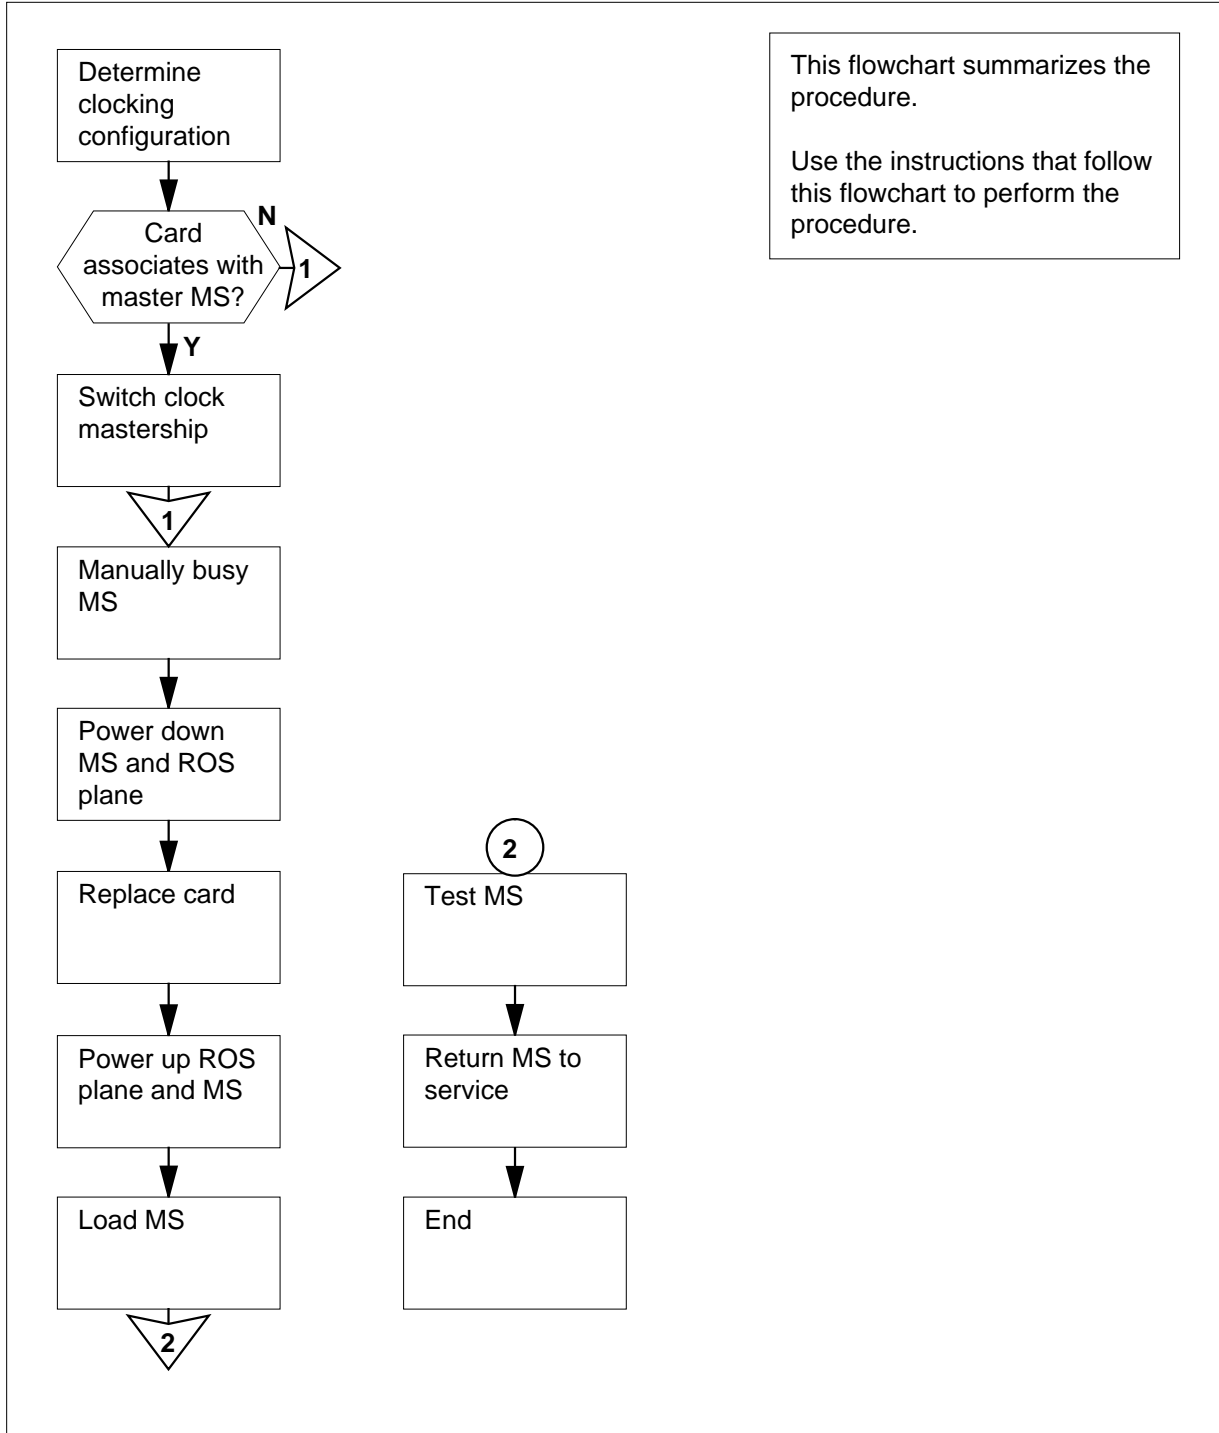 Determine
clocking
configuration
N
Card
associates with
master MS?
1
Y
Switch clock
mastership
1
Manually busy
MS
Power down
MS and ROS
plane
Replace card
Power up ROS
plane and MS
Load MS
2
2
Test MS
Return MS to
service
End
This flowchart summarizes the
procedure.
Use the instructions that follow
this flowchart to perform the
procedure.